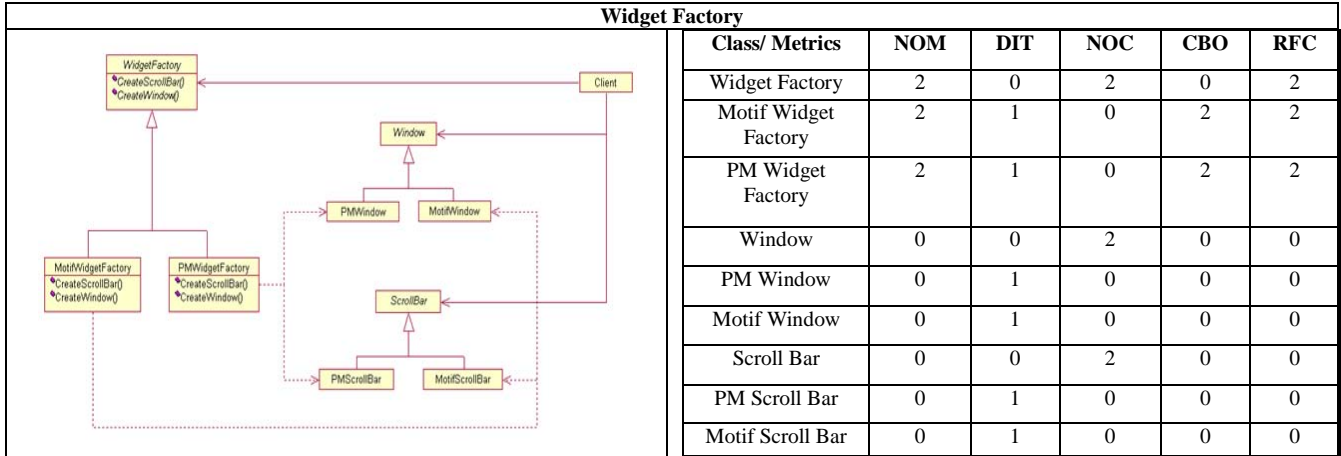 Widget Factory
WidgetFactory
CreateScrollBar()
CreateWindow()
Client
Window
PMWindow
MotifWindow
MotifWidgetFactory
CreateScrollBar()
CreateWindow()
PMWidgetFactory
CreateScrollBar()
CreateWindow()
ScrollBar
PMScrollBar
MotifScrollBar
Class/ Metrics NOM DIT NOC CBO RFC
Widget Factory 2 0 2 0 2
Motif Widget
Factory 2 1 0 2 2
PM Widget
Factory 2 1 0 2 2
Window 0 0 2 0 0
PM Window 0 1 0 0 0
Motif Window 0 1 0 0 0
Scroll Bar 0 0 2 0 0
PM Scroll Bar 0 1 0 0 0
Motif Scroll Bar 0 1 0 0 0